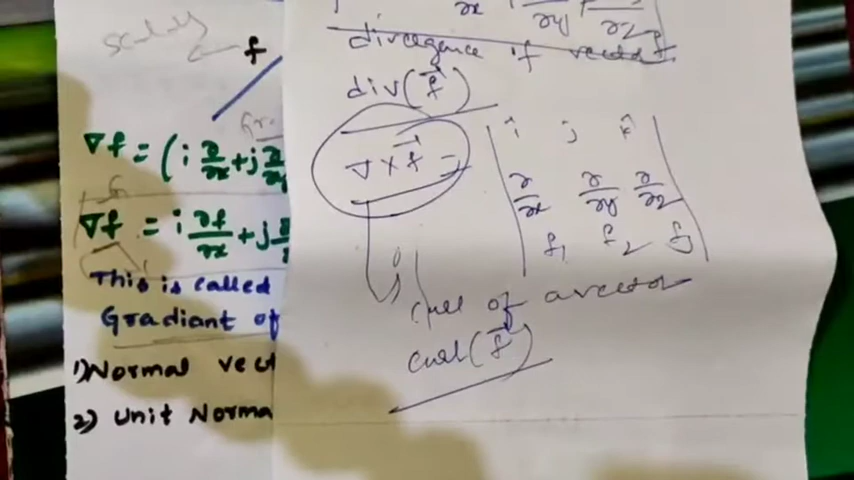 f
∇f = (i ∂/∂x + j ∂/∂
∇f = i ∂f/∂x + j
This is called
Gradiant of
1) Normal vect
2) Unit Norma
divergence if vector
div(f⃗)
∇ × f⃗ = | i j k |
| ∂/∂x ∂/∂y ∂/∂z |
| f₁ f₂ f₃ |
curl of a vector
curl(f⃗)